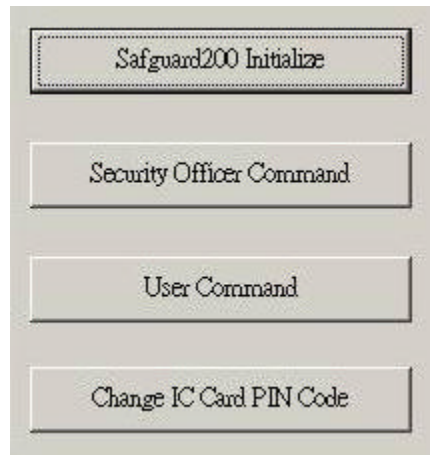 Safguard200 Initialize
Security Officer Command
User Command
Change IC Card PIN Code